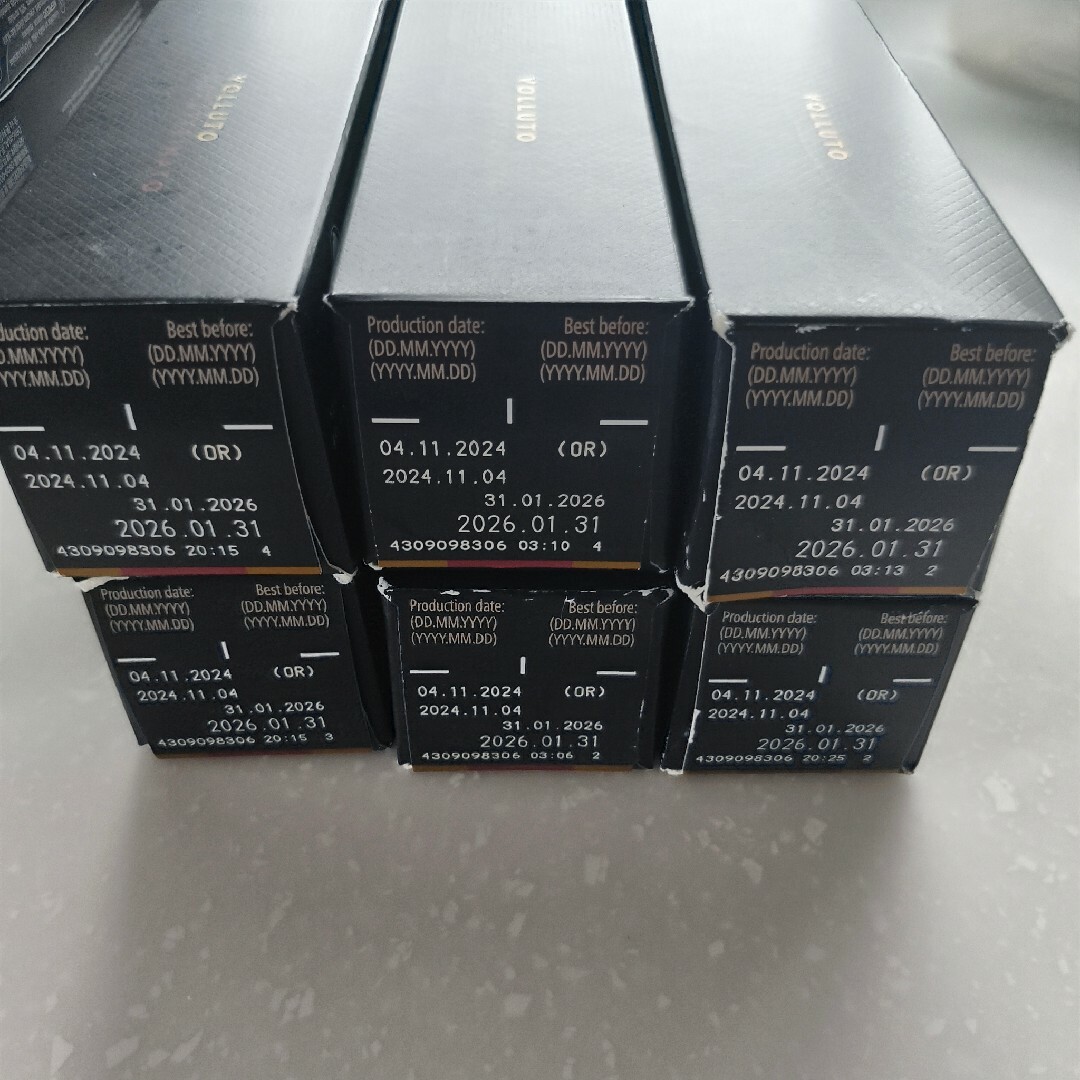 VOLLUTO
VOLLUTO
VOLLUTO
duction date: Best before:
D.MM.YYYY) (DD.MM.YYYY)
YYY.MM.DD) (YYYY.MM.DD)
04.11.2024 (OR)
2024.11.04
31.01.2026
2026.01.31
4309098306 20:15 4
Production date: Best before:
(DD.MM.YYYY) (DD.MM.YYYY)
(YYYY.MM.DD) (YYYY.MM.DD)
04.11.2024 (OR)
2024.11.04
31.01.2026
2026.01.31
4309098306 03:10 4
Production date: Best before:
(DD.MM.YYYY) (DD.MM.YYYY)
(YYYY.MM.DD) (YYYY.MM.DD)
04.11.2024 (OR)
2024.11.04
31.01.2026
2026.01.31
4309098306 03:13 2
Production date: Best before:
(DD.MM.YYYY) (DD.MM.YYYY)
(YYYY.MM.DD) (YYYY.MM.DD)
04.11.2024 (OR)
2024.11.04
31.01.2026
2026.01.31
4309098306 20:15 3
Production date: Best before:
(DD.MM.YYYY) (DD.MM.YYYY)
(YYYY.MM.DD) (YYYY.MM.DD)
04.11.2024 (OR)
2024.11.04
31.01.2026
2026.01.31
4309098306 03:06 2
Production date: Best before:
(DD.MM.YYYY) (DD.MM.YYYY)
(YYYY.MM.DD) (YYYY.MM.DD)
04.11.2024 (OR)
2024.11.04
31.01.2026
2026.01.31
4309098306 20:25 2